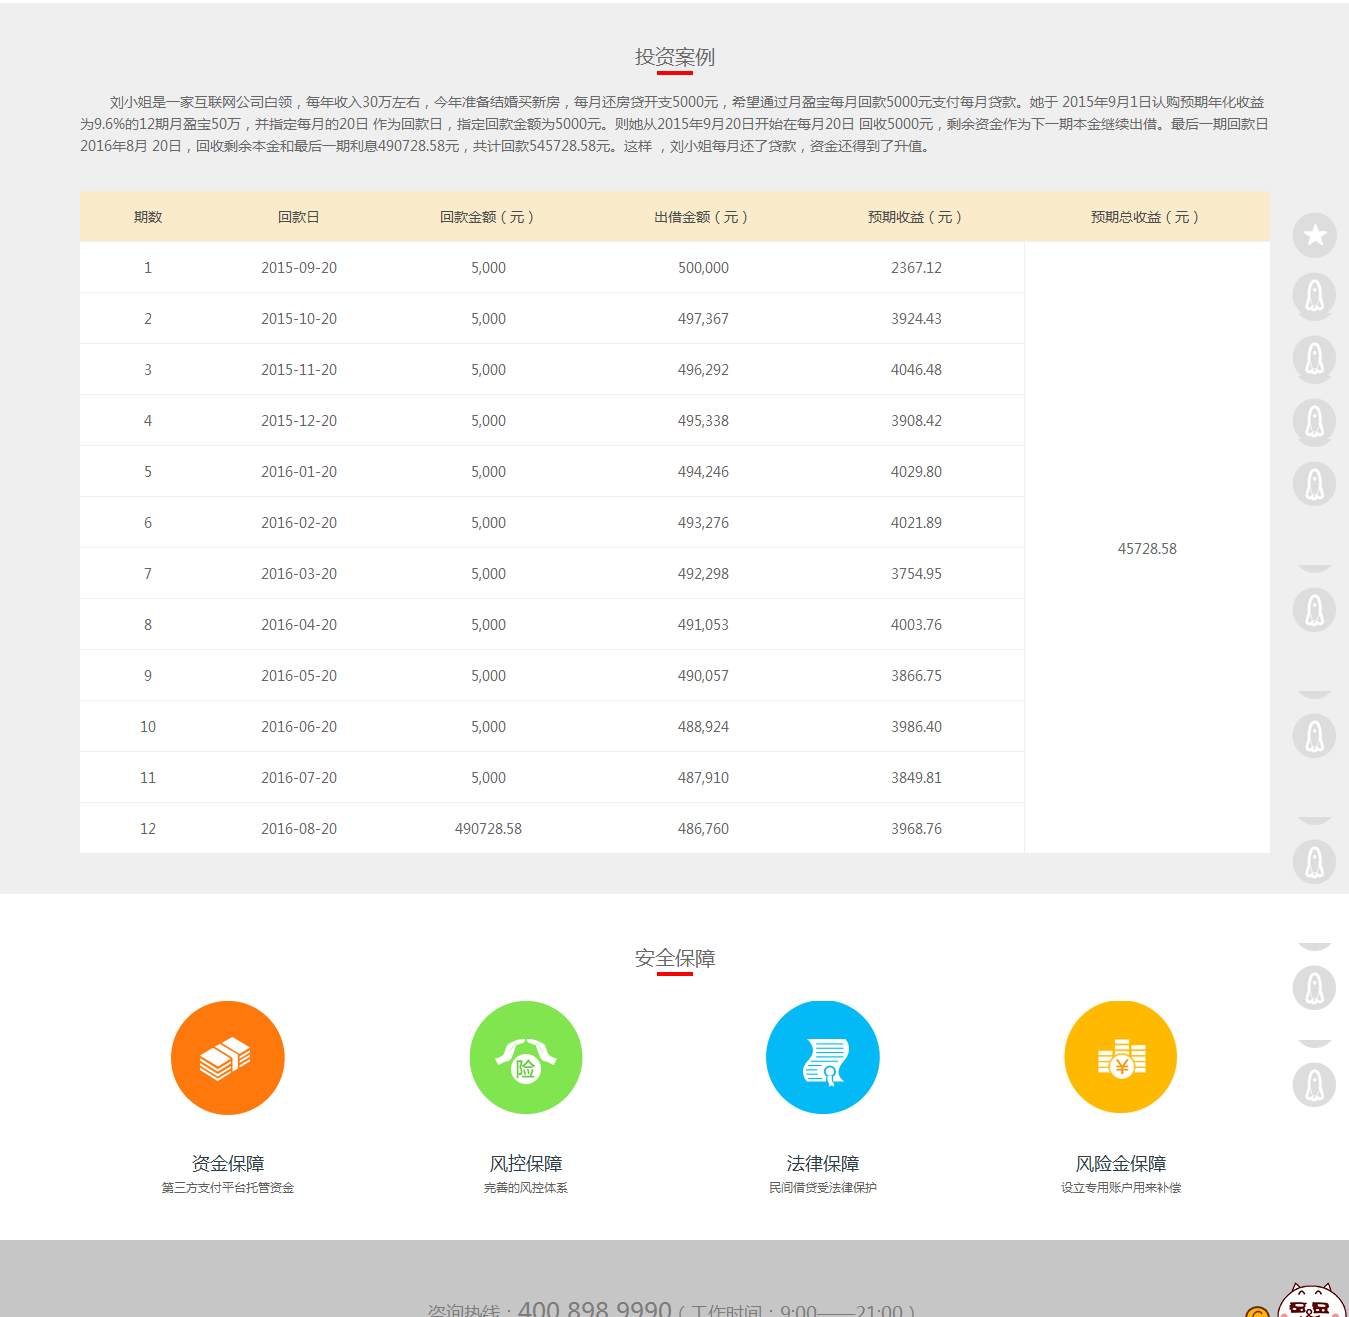 投资案例
刘小姐是一家互联网公司白领，每年收入30万左右，今年准备结婚买新房，每月还房贷开支5000元，希望通过月盈宝每月回款5000元支付每月贷款。她于 2015年9月1日认购预期年化收益
为9.6%的12期月盈宝50万，并指定每月的20日 作为回款日，指定回款金额为5000元。则她从2015年9月20日开始在每月20日 回收5000元，剩余资金作为下一期本金继续出借。最后一期回款日
2016年8月 20日，回收剩余本金和最后一期利息490728.58元，共计回款545728.58元。这样 ，刘小姐每月还了贷款，资金还得到了升值。
期数 回款日 回款金额（元） 出借金额（元） 预期收益（元） 预期总收益（元）
1 2015-09-20 5,000 500,000 2367.12
2 2015-10-20 5,000 497,367 3924.43
3 2015-11-20 5,000 496,292 4046.48
4 2015-12-20 5,000 495,338 3908.42
5 2016-01-20 5,000 494,246 4029.80
6 2016-02-20 5,000 493,276 4021.89
45728.58
7 2016-03-20 5,000 492,298 3754.95
8 2016-04-20 5,000 491,053 4003.76
9 2016-05-20 5,000 490,057 3866.75
10 2016-06-20 5,000 488,924 3986.40
11 2016-07-20 5,000 487,910 3849.81
12 2016-08-20 490728.58 486,760 3968.76
安全保障
险
¥
资金保障 风控保障 法律保障 风险金保障
第三方支付平台托管资金 完善的风控体系 民间借贷受法律保护 设立专用账户用来补偿
咨询热线：400 898 9990（工作时间：9:00——21:00）